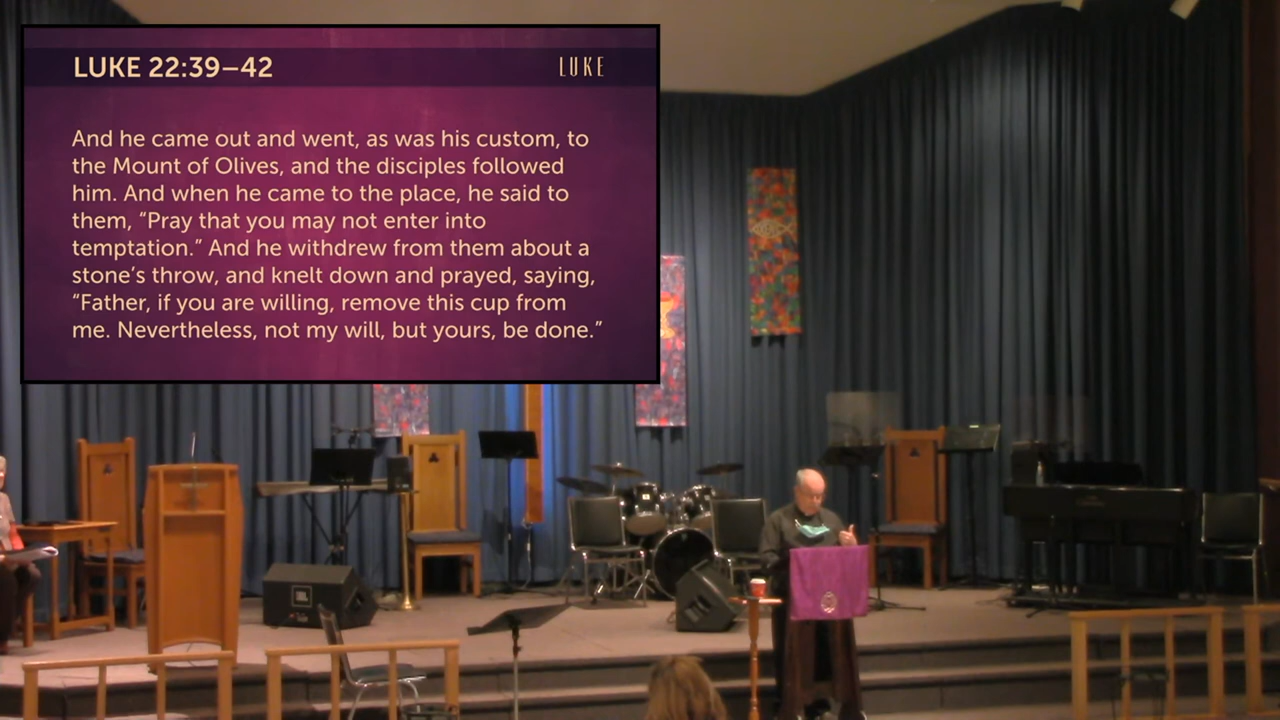 LUKE 22:39–42
LUKE
And he came out and went, as was his custom, to
the Mount of Olives, and the disciples followed
him. And when he came to the place, he said to
them, “Pray that you may not enter into
temptation.” And he withdrew from them about a
stone’s throw, and knelt down and prayed, saying,
“Father, if you are willing, remove this cup from
me. Nevertheless, not my will, but yours, be done.”
JBL